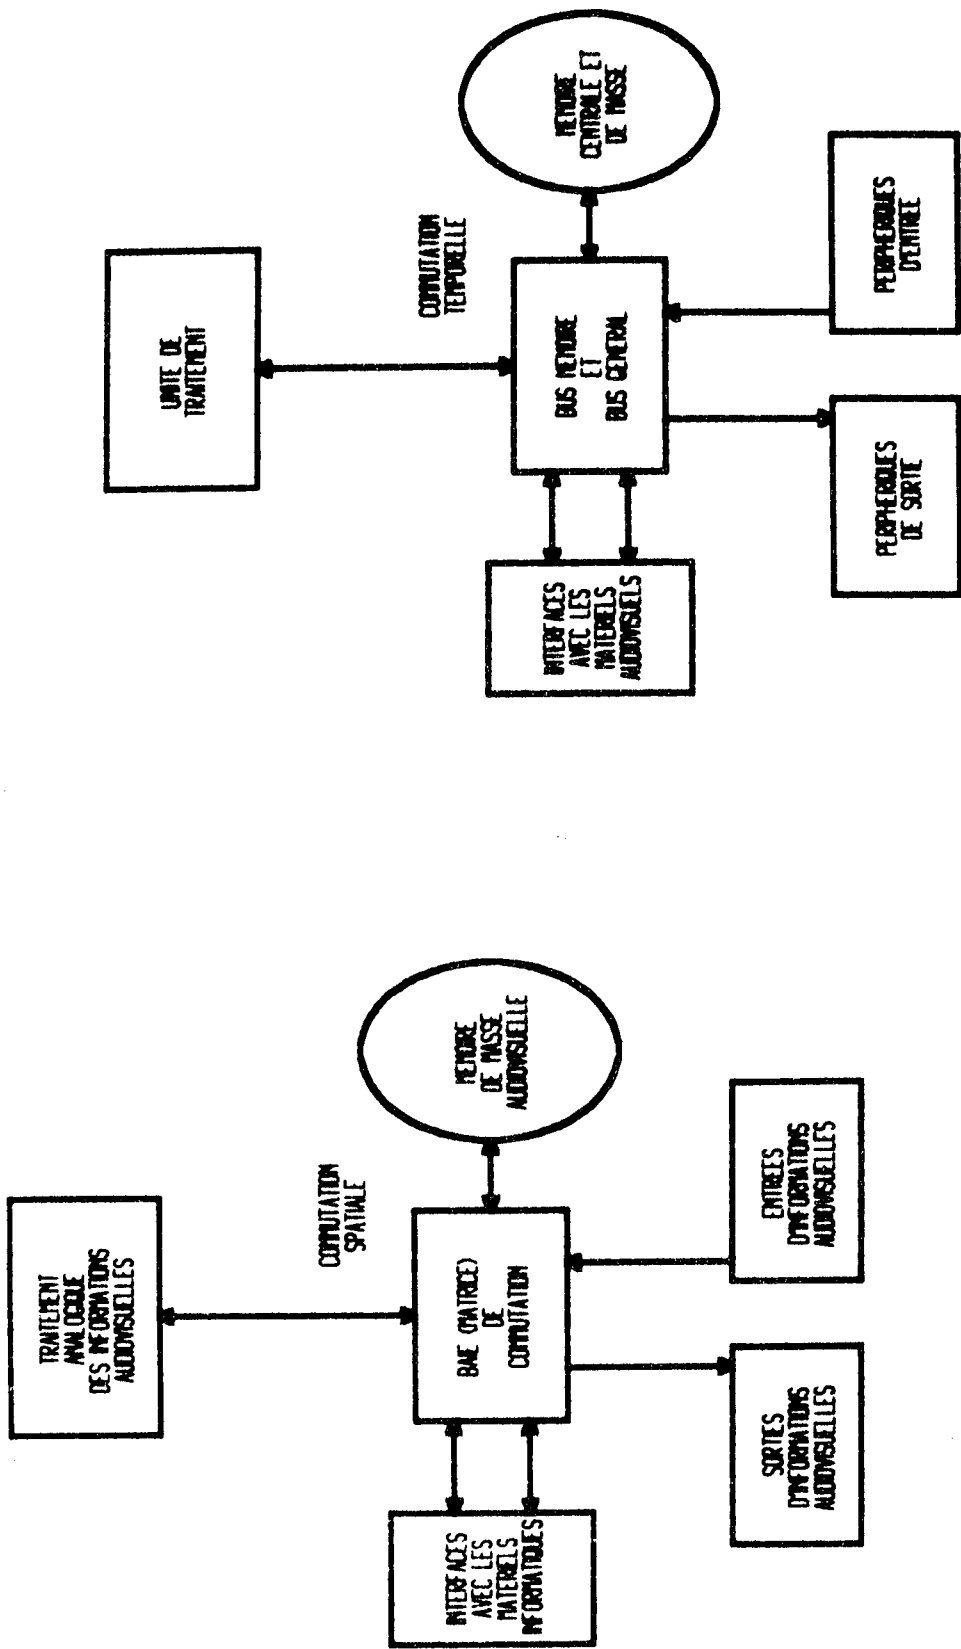 TRAITEMENT
ANALOGIQUE
DES INFORMATIONS
AUDIOVISUELLES
COMMUTATION
SPATIALE
INTERFACES
AVEC LES
MATERIELS
INFORMATIQUES
BAIE (MATRICE)
DE
COMMUTATION
MEMOIRE
DE MASSE
AUDIOVISUELLE
SORTIES
D'INFORMATIONS
AUDIOVISUELLES
ENTREES
D'INFORMATIONS
AUDIOVISUELLES
UNITE DE
TRAITEMENT
COMMUTATION
TEMPORELLE
INTERFACES
AVEC LES
MATERIELS
AUDIOVISUELS
BUS MEMOIRE
ET
BUS GENERAL
MEMOIRE
CENTRALE ET
DE MASSE
PERIPHERIQUES
DE SORTIE
PERIPHERIQUES
D'ENTREE